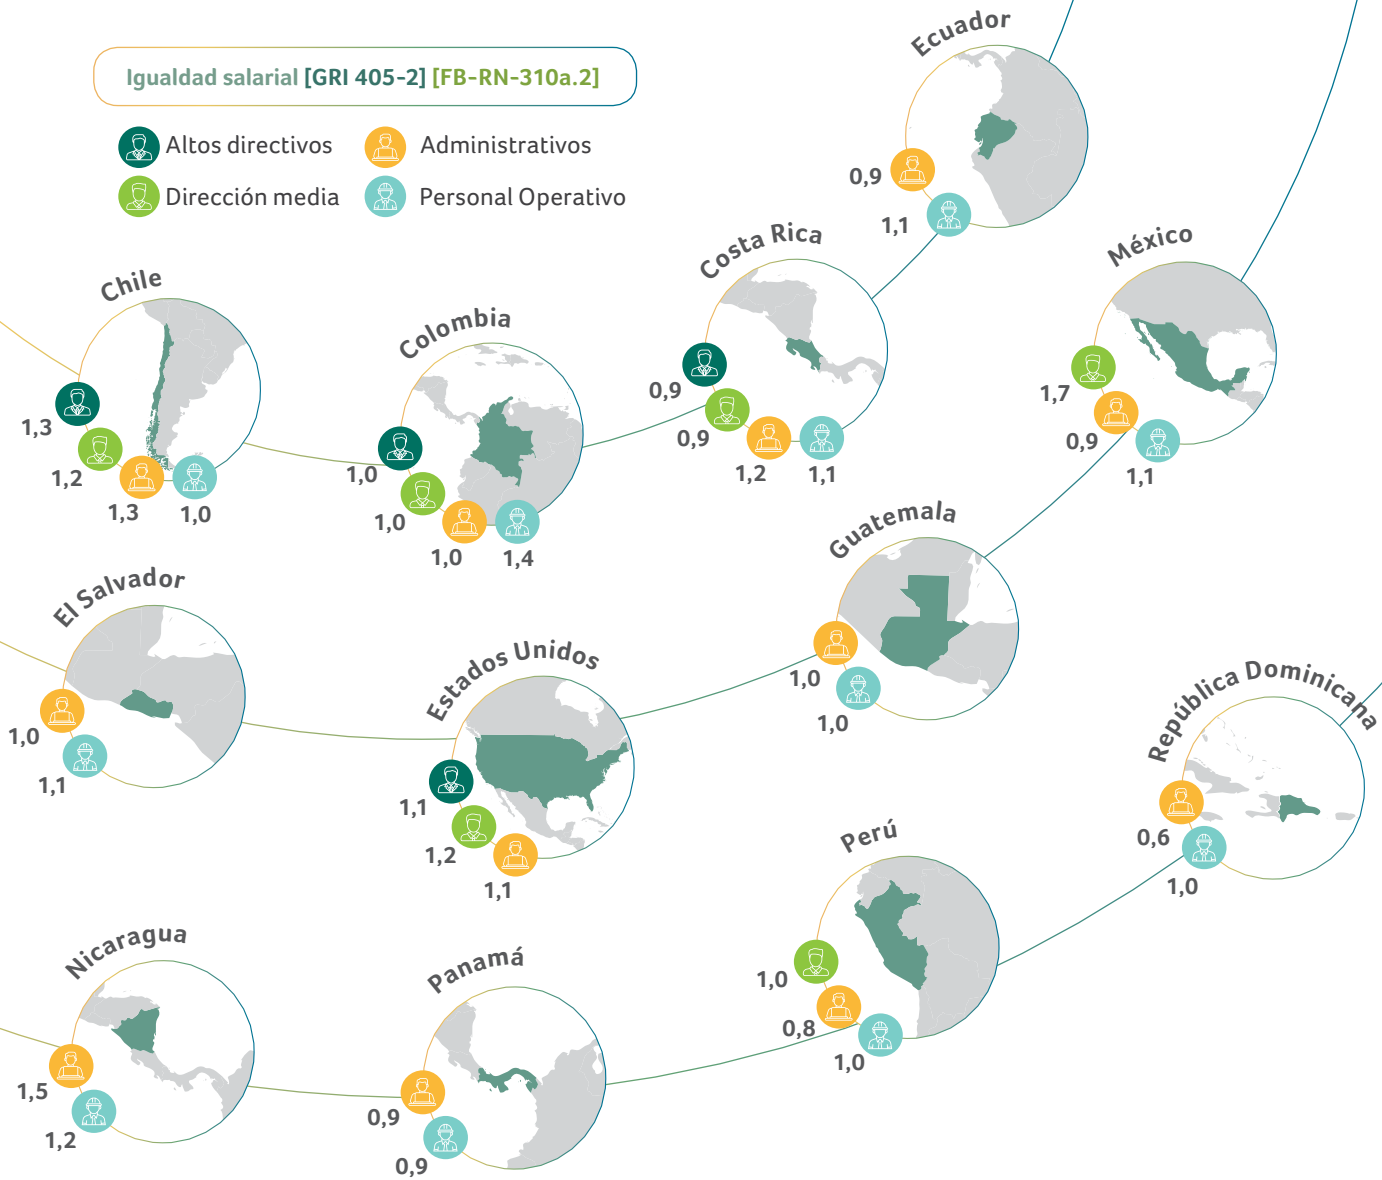 Igualdad salarial [GRI 405-2] [FB-RN-310a.2]
Altos directivos
Administrativos
Dirección media
Personal Operativo
Ecuador
0,9
1,1
Chile
1,3
1,2
1,3
1,0
Colombia
1,0
1,0
1,0
1,4
Costa Rica
0,9
0,9
1,2
1,1
México
1,7
0,9
1,1
El Salvador
1,0
1,1
Estados Unidos
1,1
1,2
1,1
Guatemala
1,0
1,0
República Dominicana
0,6
1,0
Nicaragua
1,5
1,2
Panamá
0,9
0,9
Perú
1,0
0,8
1,0